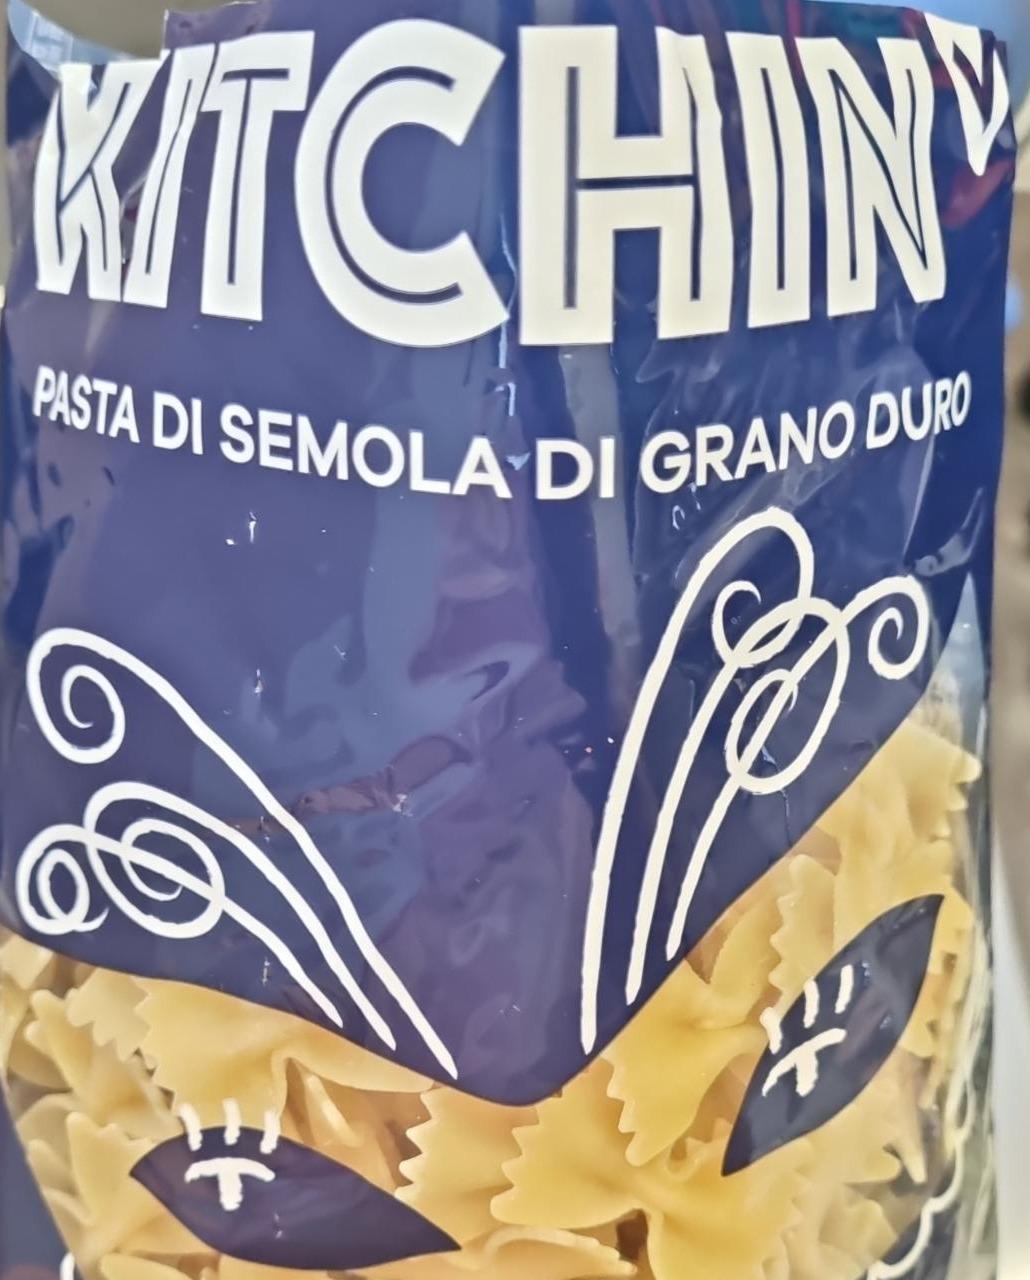 KITCHIN'
PASTA DI SEMOLA DI GRANO DURO